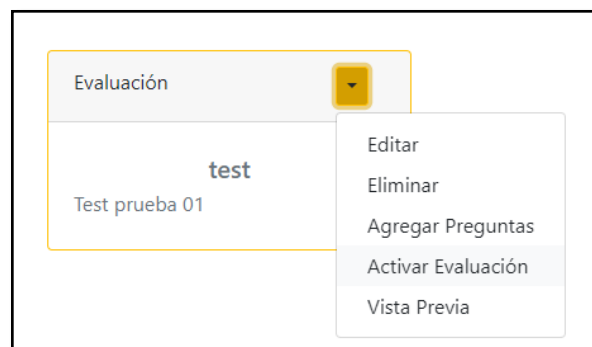 Evaluación
test
Test prueba 01
Editar
Eliminar
Agregar Preguntas
Activar Evaluación
Vista Previa